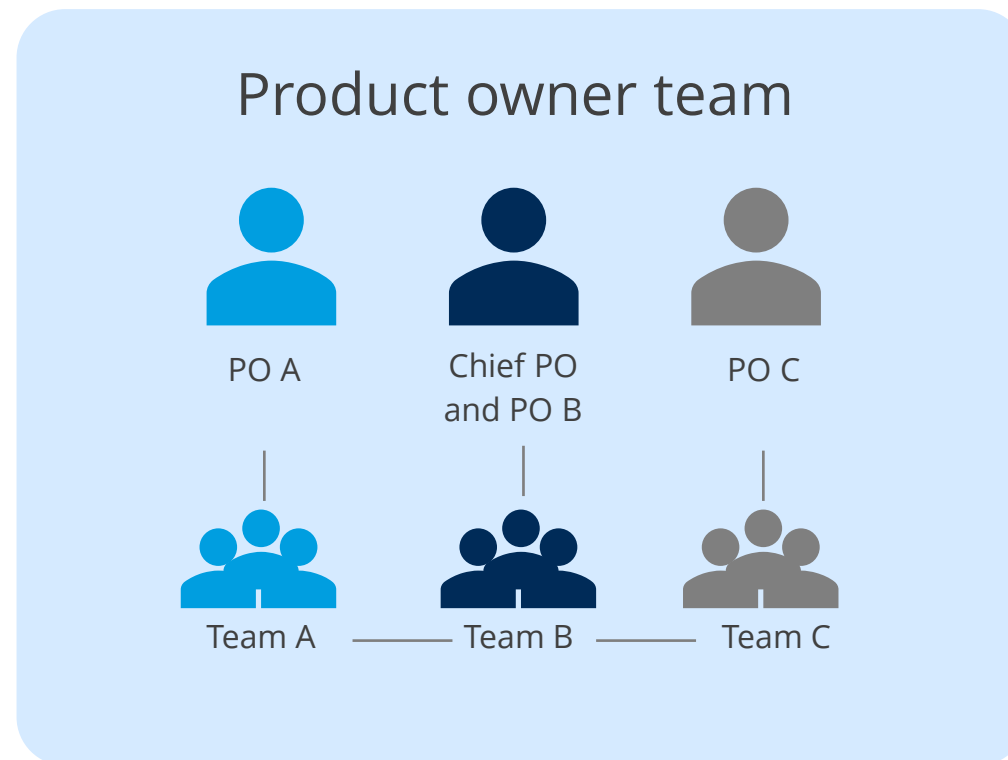 Product owner team
PO A
Chief PO
and PO B
PO C
Team A
Team B
Team C